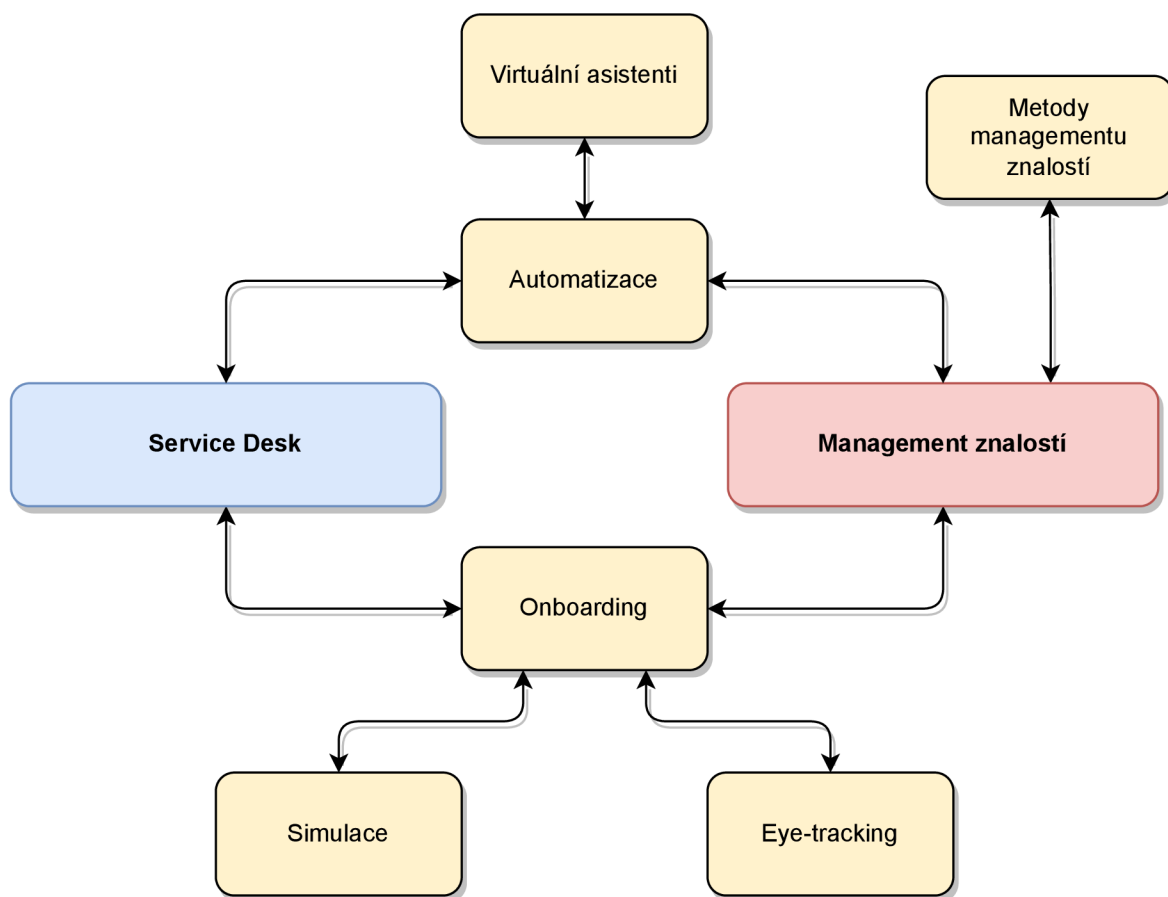 Virtuální asistenti
Metody
managementu
znalostí
Automatizace
Service Desk
Management znalostí
Onboarding
Simulace
Eye-tracking